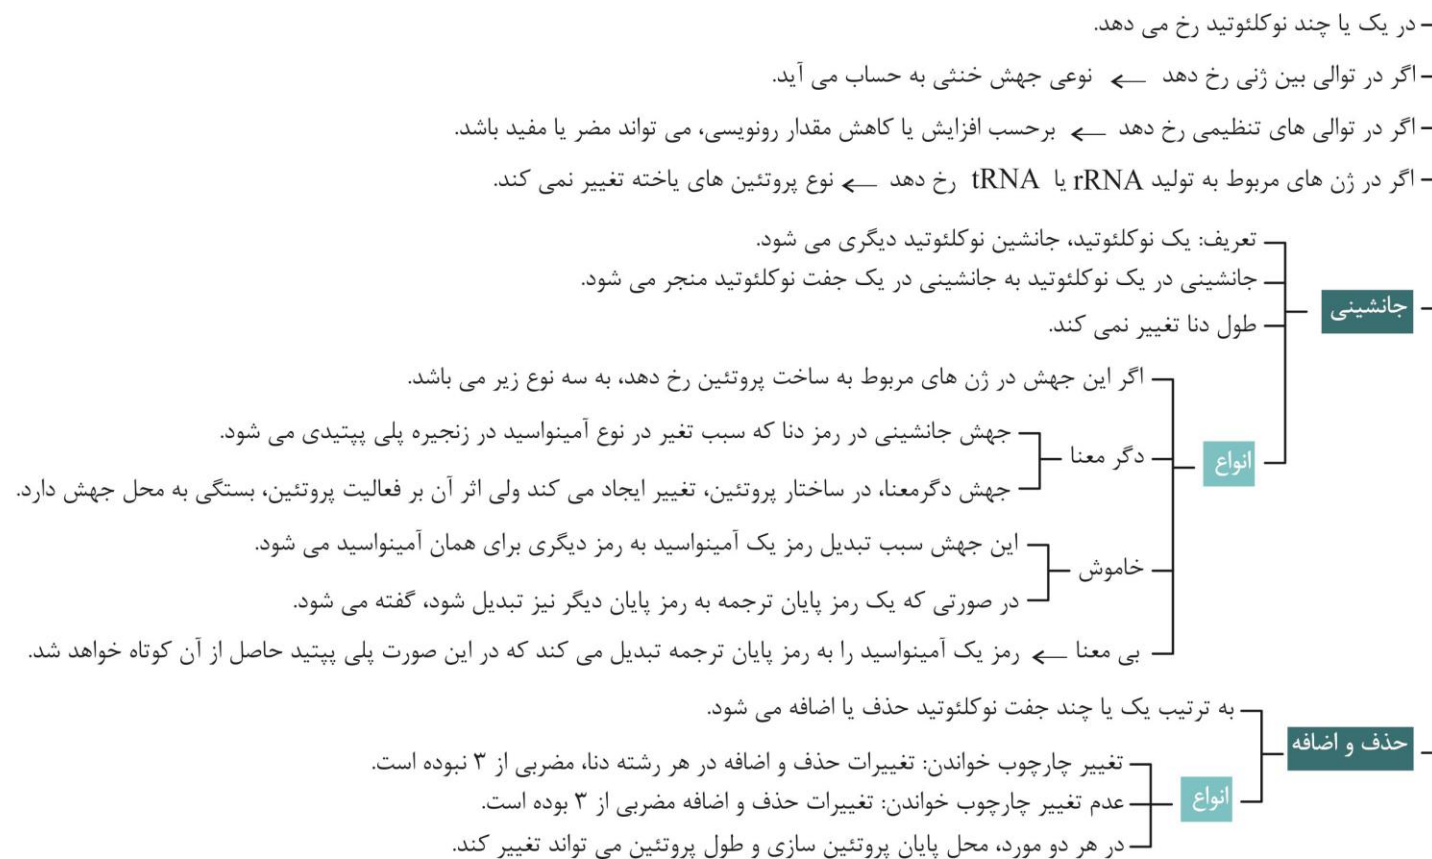 - در یک یا چند نوکلئوتید رخ می دهد.
- اگر در توالی بین ژنی رخ دهد ← نوعی جهش خنثی به حساب می آید.
- اگر در توالی های تنظیمی رخ دهد ← برحسب افزایش یا کاهش مقدار رونویسی، می تواند مضر یا مفید باشد.
- اگر در ژن های مربوط به تولید rRNA یا tRNA رخ دهد ← نوع پروتئین های یاخته تغییر نمی کند.
جانشینی
تعریف: یک نوکلئوتید، جانشین نوکلئوتید دیگری می شود.
جانشینی در یک نوکلئوتید به جانشینی در یک جفت نوکلئوتید منجر می شود.
طول دنا تغییر نمی کند.
انواع
اگر این جهش در ژن های مربوط به ساخت پروتئین رخ دهد، به سه نوع زیر می باشد.
دگر معنا
جهش جانشینی در رمز دنا که سبب تغیر در نوع آمینواسید در زنجیره پلی پپتیدی می شود.
جهش دگرمعنا، در ساختار پروتئین، تغییر ایجاد می کند ولی اثر آن بر فعالیت پروتئین، بستگی به محل جهش دارد.
خاموش
این جهش سبب تبدیل رمز یک آمینواسید به رمز دیگری برای همان آمینواسید می شود.
در صورتی که یک رمز پایان ترجمه به رمز پایان دیگر نیز تبدیل شود، گفته می شود.
بی معنا ← رمز یک آمینواسید را به رمز پایان ترجمه تبدیل می کند که در این صورت پلی پپتید حاصل از آن کوتاه خواهد شد.
حذف و اضافه
به ترتیب یک یا چند جفت نوکلئوتید حذف یا اضافه می شود.
انواع
تغییر چارچوب خواندن: تغییرات حذف و اضافه در هر رشته دنا، مضربی از ۳ نبوده است.
عدم تغییر چارچوب خواندن: تغییرات حذف و اضافه مضربی از ۳ بوده است.
در هر دو مورد، محل پایان پروتئین سازی و طول پروتئین می تواند تغییر کند.